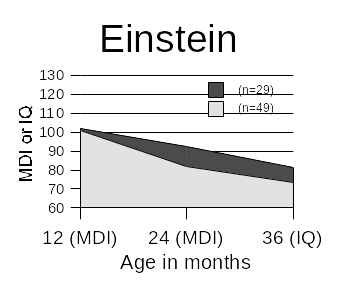 Einstein
130
120
110
100
90
80
70
60
(n=29)
(n=49)
MDI or IQ
12 (MDI) 24 (MDI) 36 (IQ)
Age in months